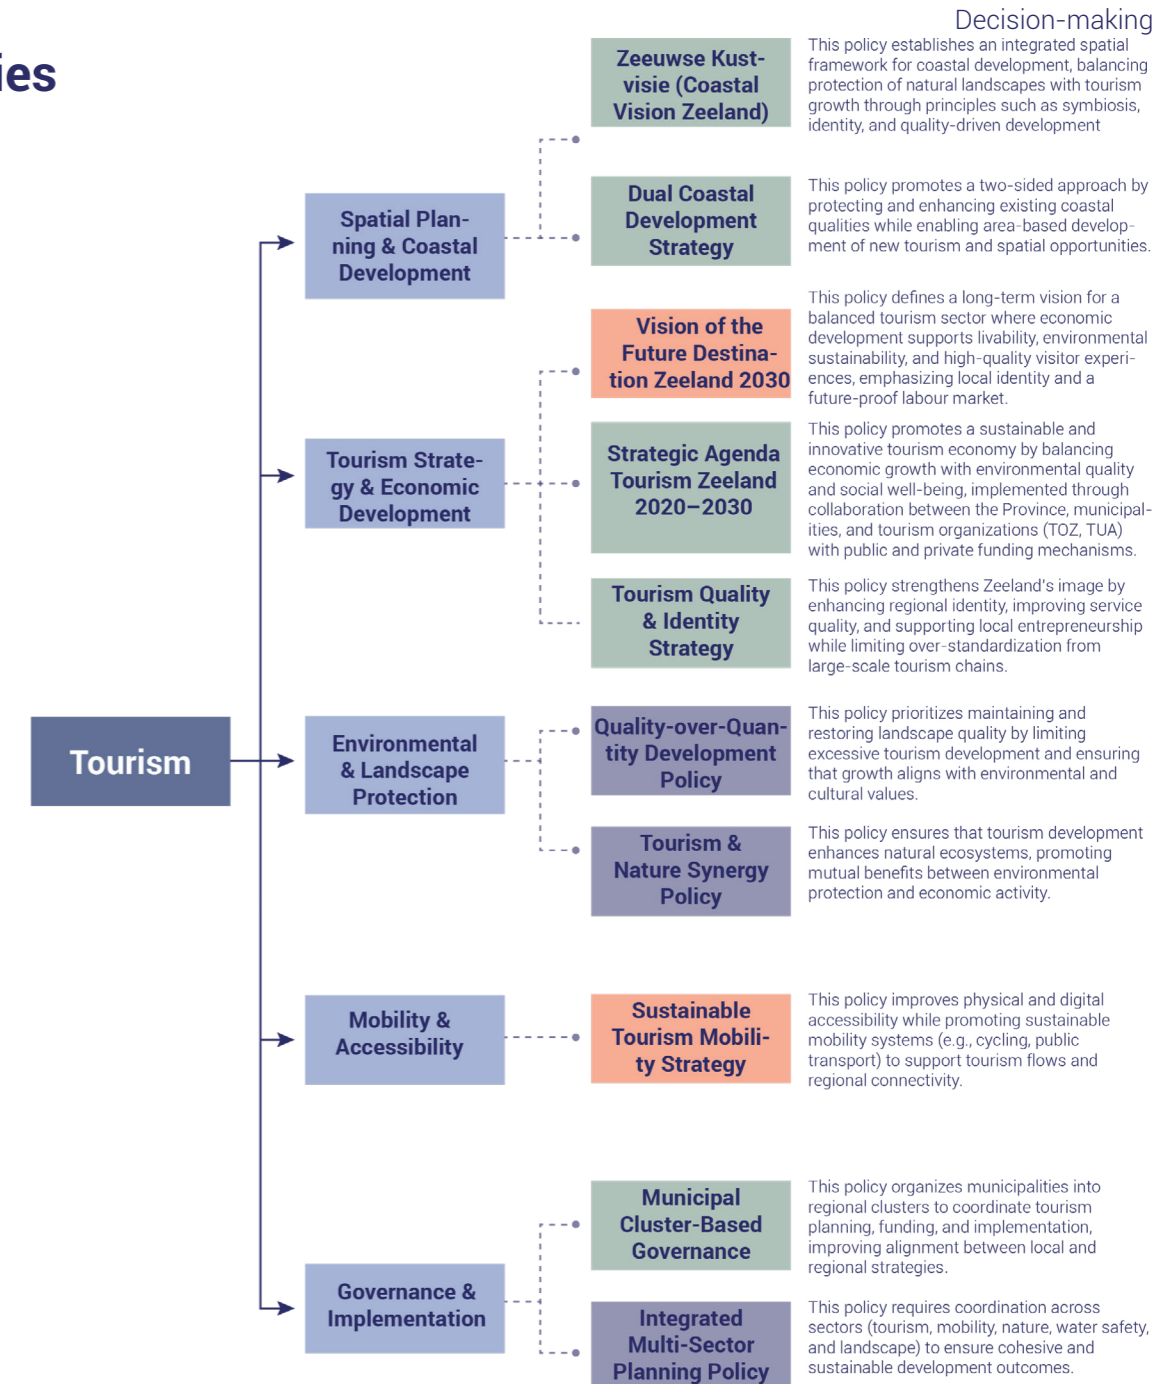 Decision-making
ies
Zeeuwse Kust-
visie (Coastal
Vision Zeeland)
This policy establishes an integrated spatial
framework for coastal development, balancing
protection of natural landscapes with tourism
growth through principles such as symbiosis,
identity, and quality-driven development
Spatial Plan-
ning & Coastal
Development
Dual Coastal
Development
Strategy
This policy promotes a two-sided approach by
protecting and enhancing existing coastal
qualities while enabling area-based develop-
ment of new tourism and spatial opportunities.
Vision of the
Future Destina-
tion Zeeland 2030
This policy defines a long-term vision for a
balanced tourism sector where economic
development supports livability, environmental
sustainability, and high-quality visitor experi-
ences, emphasizing local identity and a
future-proof labour market.
Tourism Strate-
gy & Economic
Development
Strategic Agenda
Tourism Zeeland
2020–2030
This policy promotes a sustainable and
innovative tourism economy by balancing
economic growth with environmental quality
and social well-being, implemented through
collaboration between the Province, municipal-
ities, and tourism organizations (TOZ, TUA)
with public and private funding mechanisms.
Tourism Quality
& Identity
Strategy
This policy strengthens Zeeland's image by
enhancing regional identity, improving service
quality, and supporting local entrepreneurship
while limiting over-standardization from
large-scale tourism chains.
Tourism
Environmental
& Landscape
Protection
Quality-over-Quan-
tity Development
Policy
This policy prioritizes maintaining and
restoring landscape quality by limiting
excessive tourism development and ensuring
that growth aligns with environmental and
cultural values.
Tourism &
Nature Synergy
Policy
This policy ensures that tourism development
enhances natural ecosystems, promoting
mutual benefits between environmental
protection and economic activity.
Mobility &
Accessibility
Sustainable
Tourism Mobili-
ty Strategy
This policy improves physical and digital
accessibility while promoting sustainable
mobility systems (e.g., cycling, public
transport) to support tourism flows and
regional connectivity.
Governance &
Implementation
Municipal
Cluster-Based
Governance
This policy organizes municipalities into
regional clusters to coordinate tourism
planning, funding, and implementation,
improving alignment between local and
regional strategies.
Integrated
Multi-Sector
Planning Policy
This policy requires coordination across
sectors (tourism, mobility, nature, water safety,
and landscape) to ensure cohesive and
sustainable development outcomes.